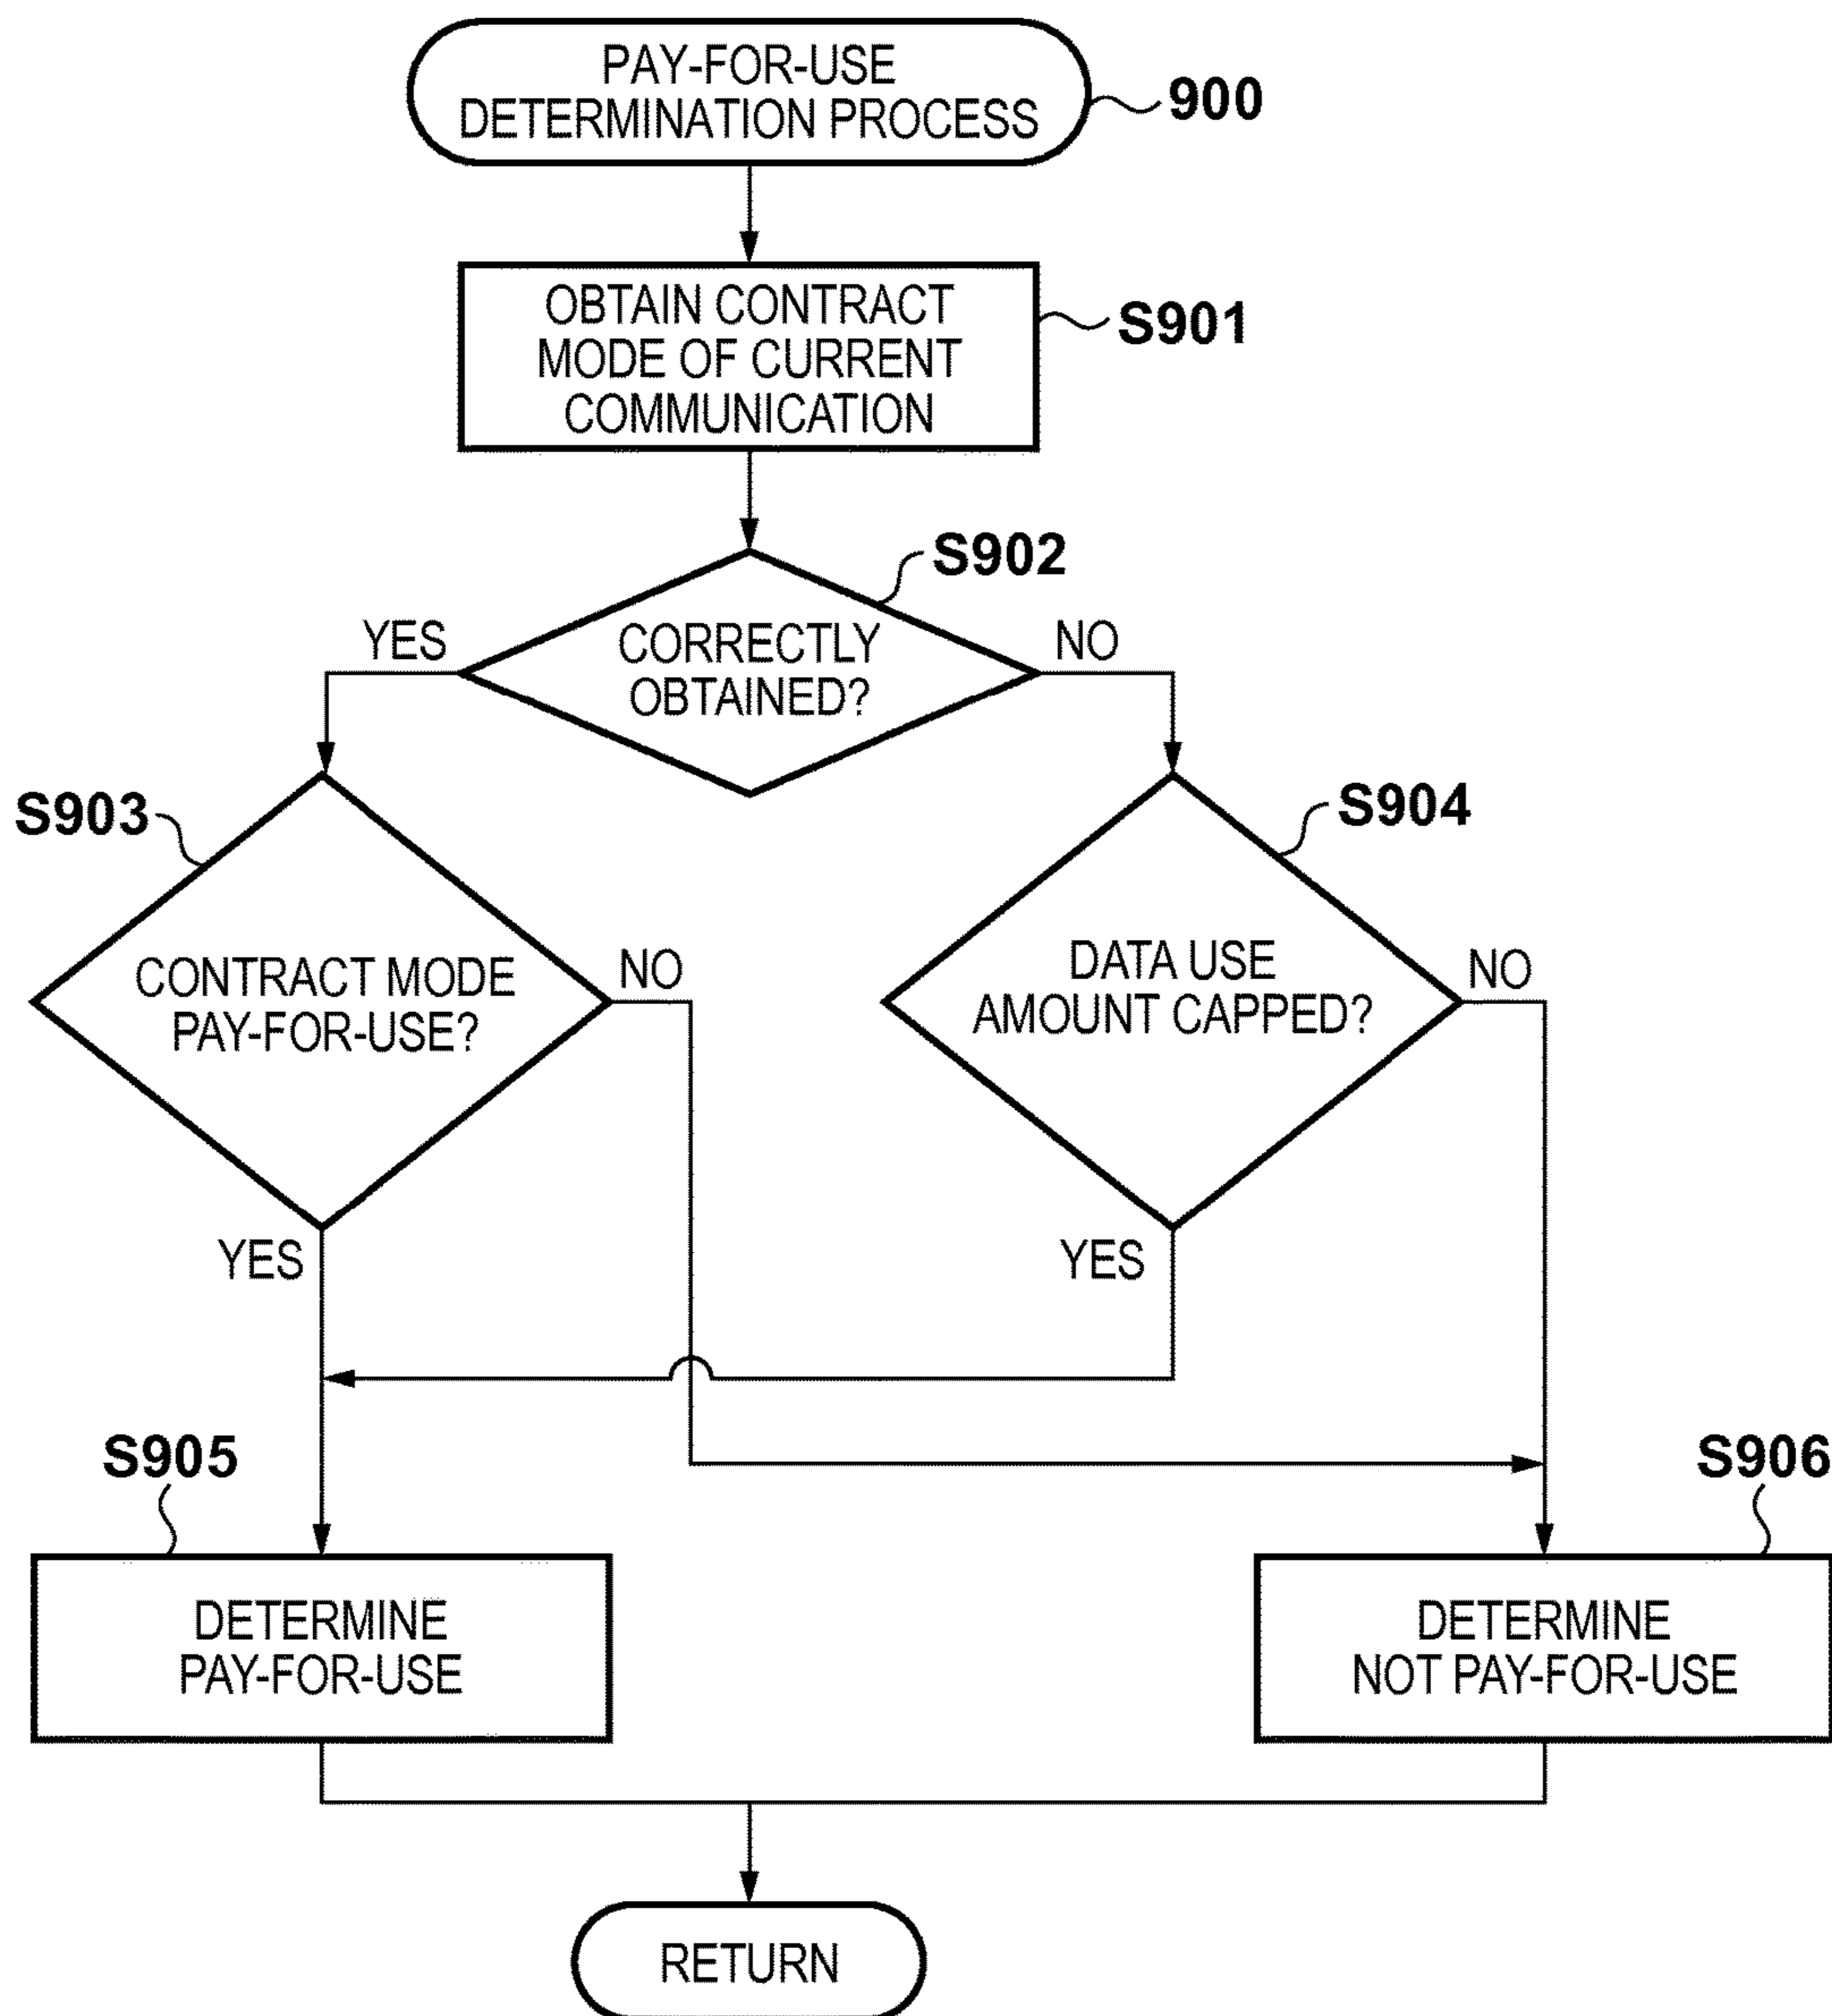 PAY-FOR-USE
DETERMINATION PROCESS
900
OBTAIN CONTRACT
MODE OF CURRENT
COMMUNICATION
S901
S902
YES
CORRECTLY
OBTAINED?
NO
S903
S904
CONTRACT MODE
PAY-FOR-USE?
NO
DATA USE
AMOUNT CAPPED?
NO
YES
YES
S905
S906
DETERMINE
PAY-FOR-USE
DETERMINE
NOT PAY-FOR-USE
RETURN